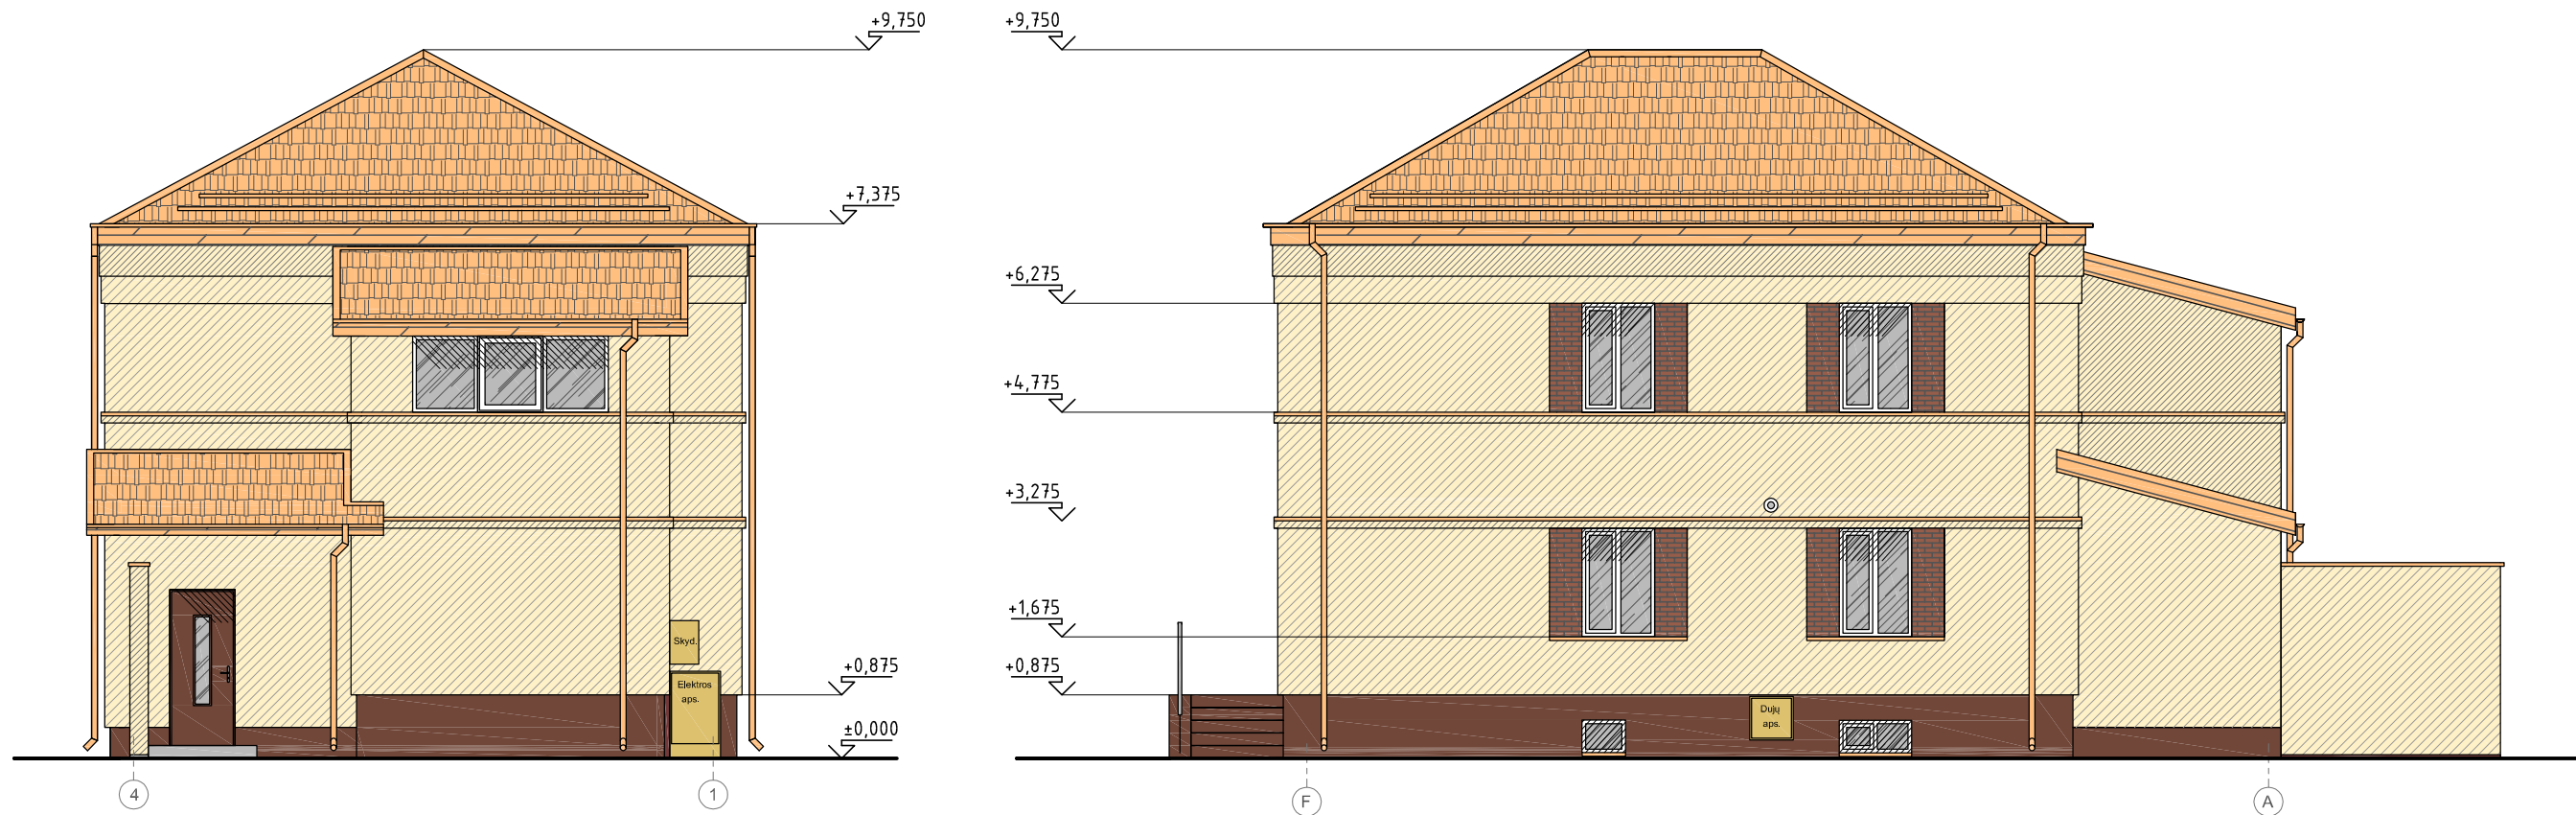 +9,750
+7,375
Skyd.
+0,875
Elektros
aps.
±0,000
4
1
+9,750
+6,275
+4,775
+3,275
+1,675
+0,875
Dujų
aps.
F
A